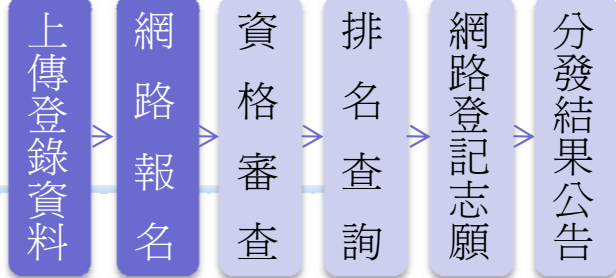 上傳登錄資料
網路報名
資格審查
排名查詢
網路登記志願
分發結果公告